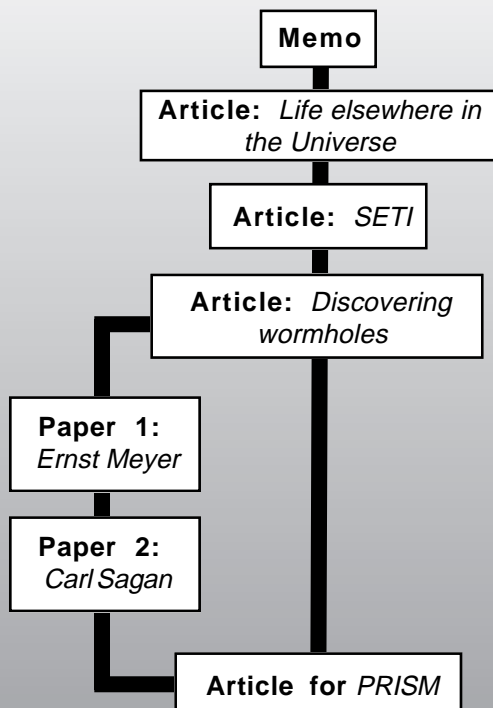 Memo
Article: Life elsewhere in
the Universe
Article: SETI
Article: Discovering
wormholes
Paper 1:
Ernst Meyer
Paper 2:
Carl Sagan
Article for PRISM